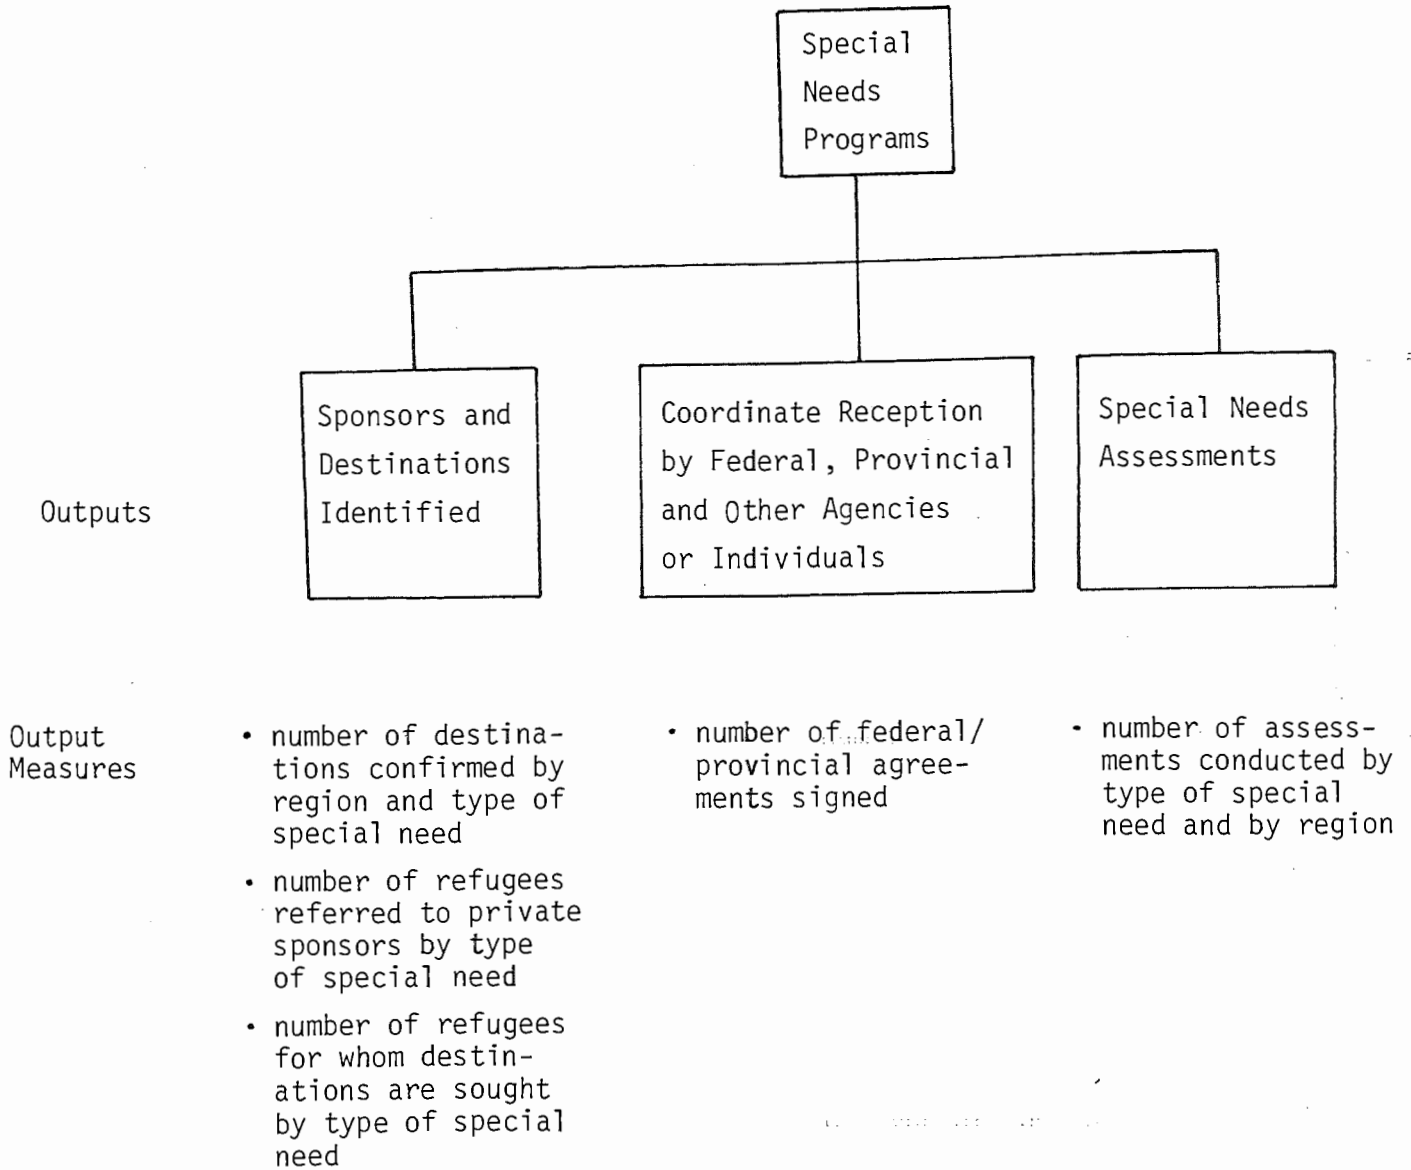 Special
Needs
Programs
Outputs
Sponsors and
Destinations
Identified
Coordinate Reception
by Federal, Provincial
and Other Agencies
or Individuals
Special Needs
Assessments
Output
Measures
• number of destina-
tions confirmed by
region and type of
special need
• number of refugees
referred to private
sponsors by type
of special need
• number of refugees
for whom destin-
ations are sought
by type of special
need
• number of federal/
provincial agree-
ments signed
• number of assess-
ments conducted by
type of special
need and by region